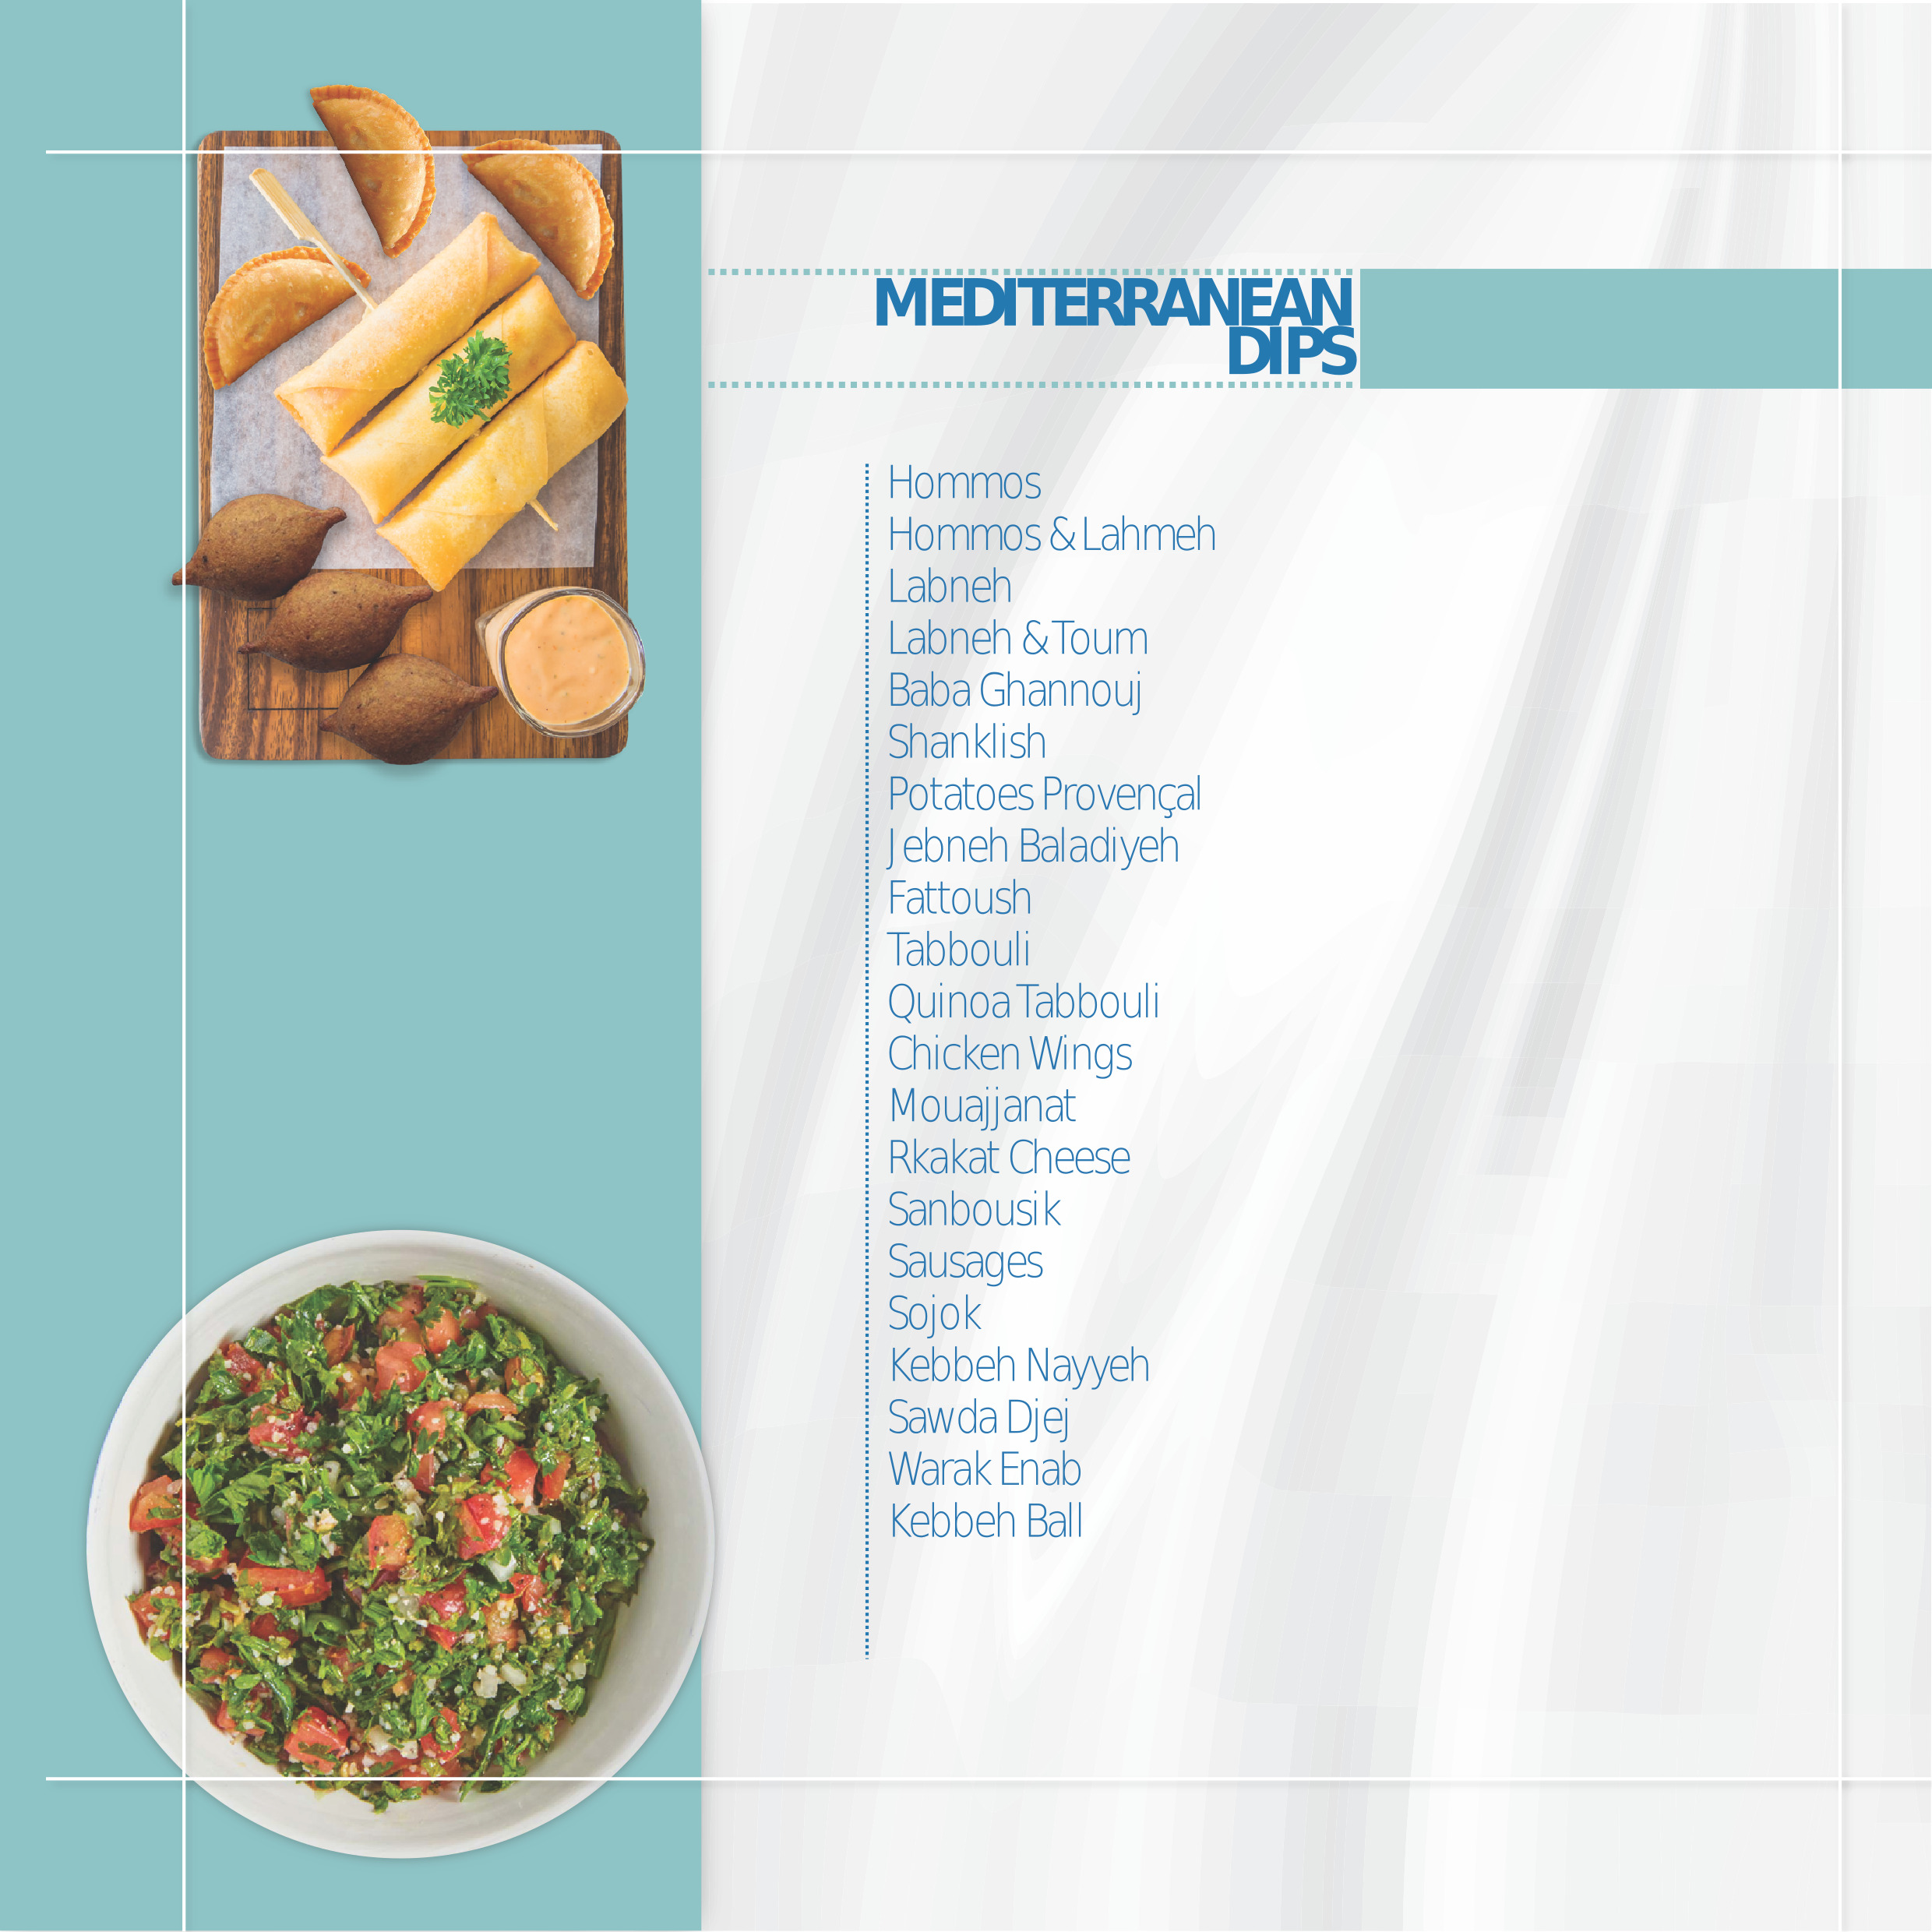 MEDITERRANEAN
DIPS
Hommos
Hommos & Lahmeh
Labneh
Labneh & Toum
Baba Ghannouj
Shanklish
Potatoes Provençal
Jebneh Baladiyeh
Fattoush
Tabbouli
Quinoa Tabbouli
Chicken Wings
Mouajjanat
Rkakat Cheese
Sanbousik
Sausages
Sojok
Kebbeh Nayyeh
Sawda Djej
Warak Enab
Kebbeh Ball